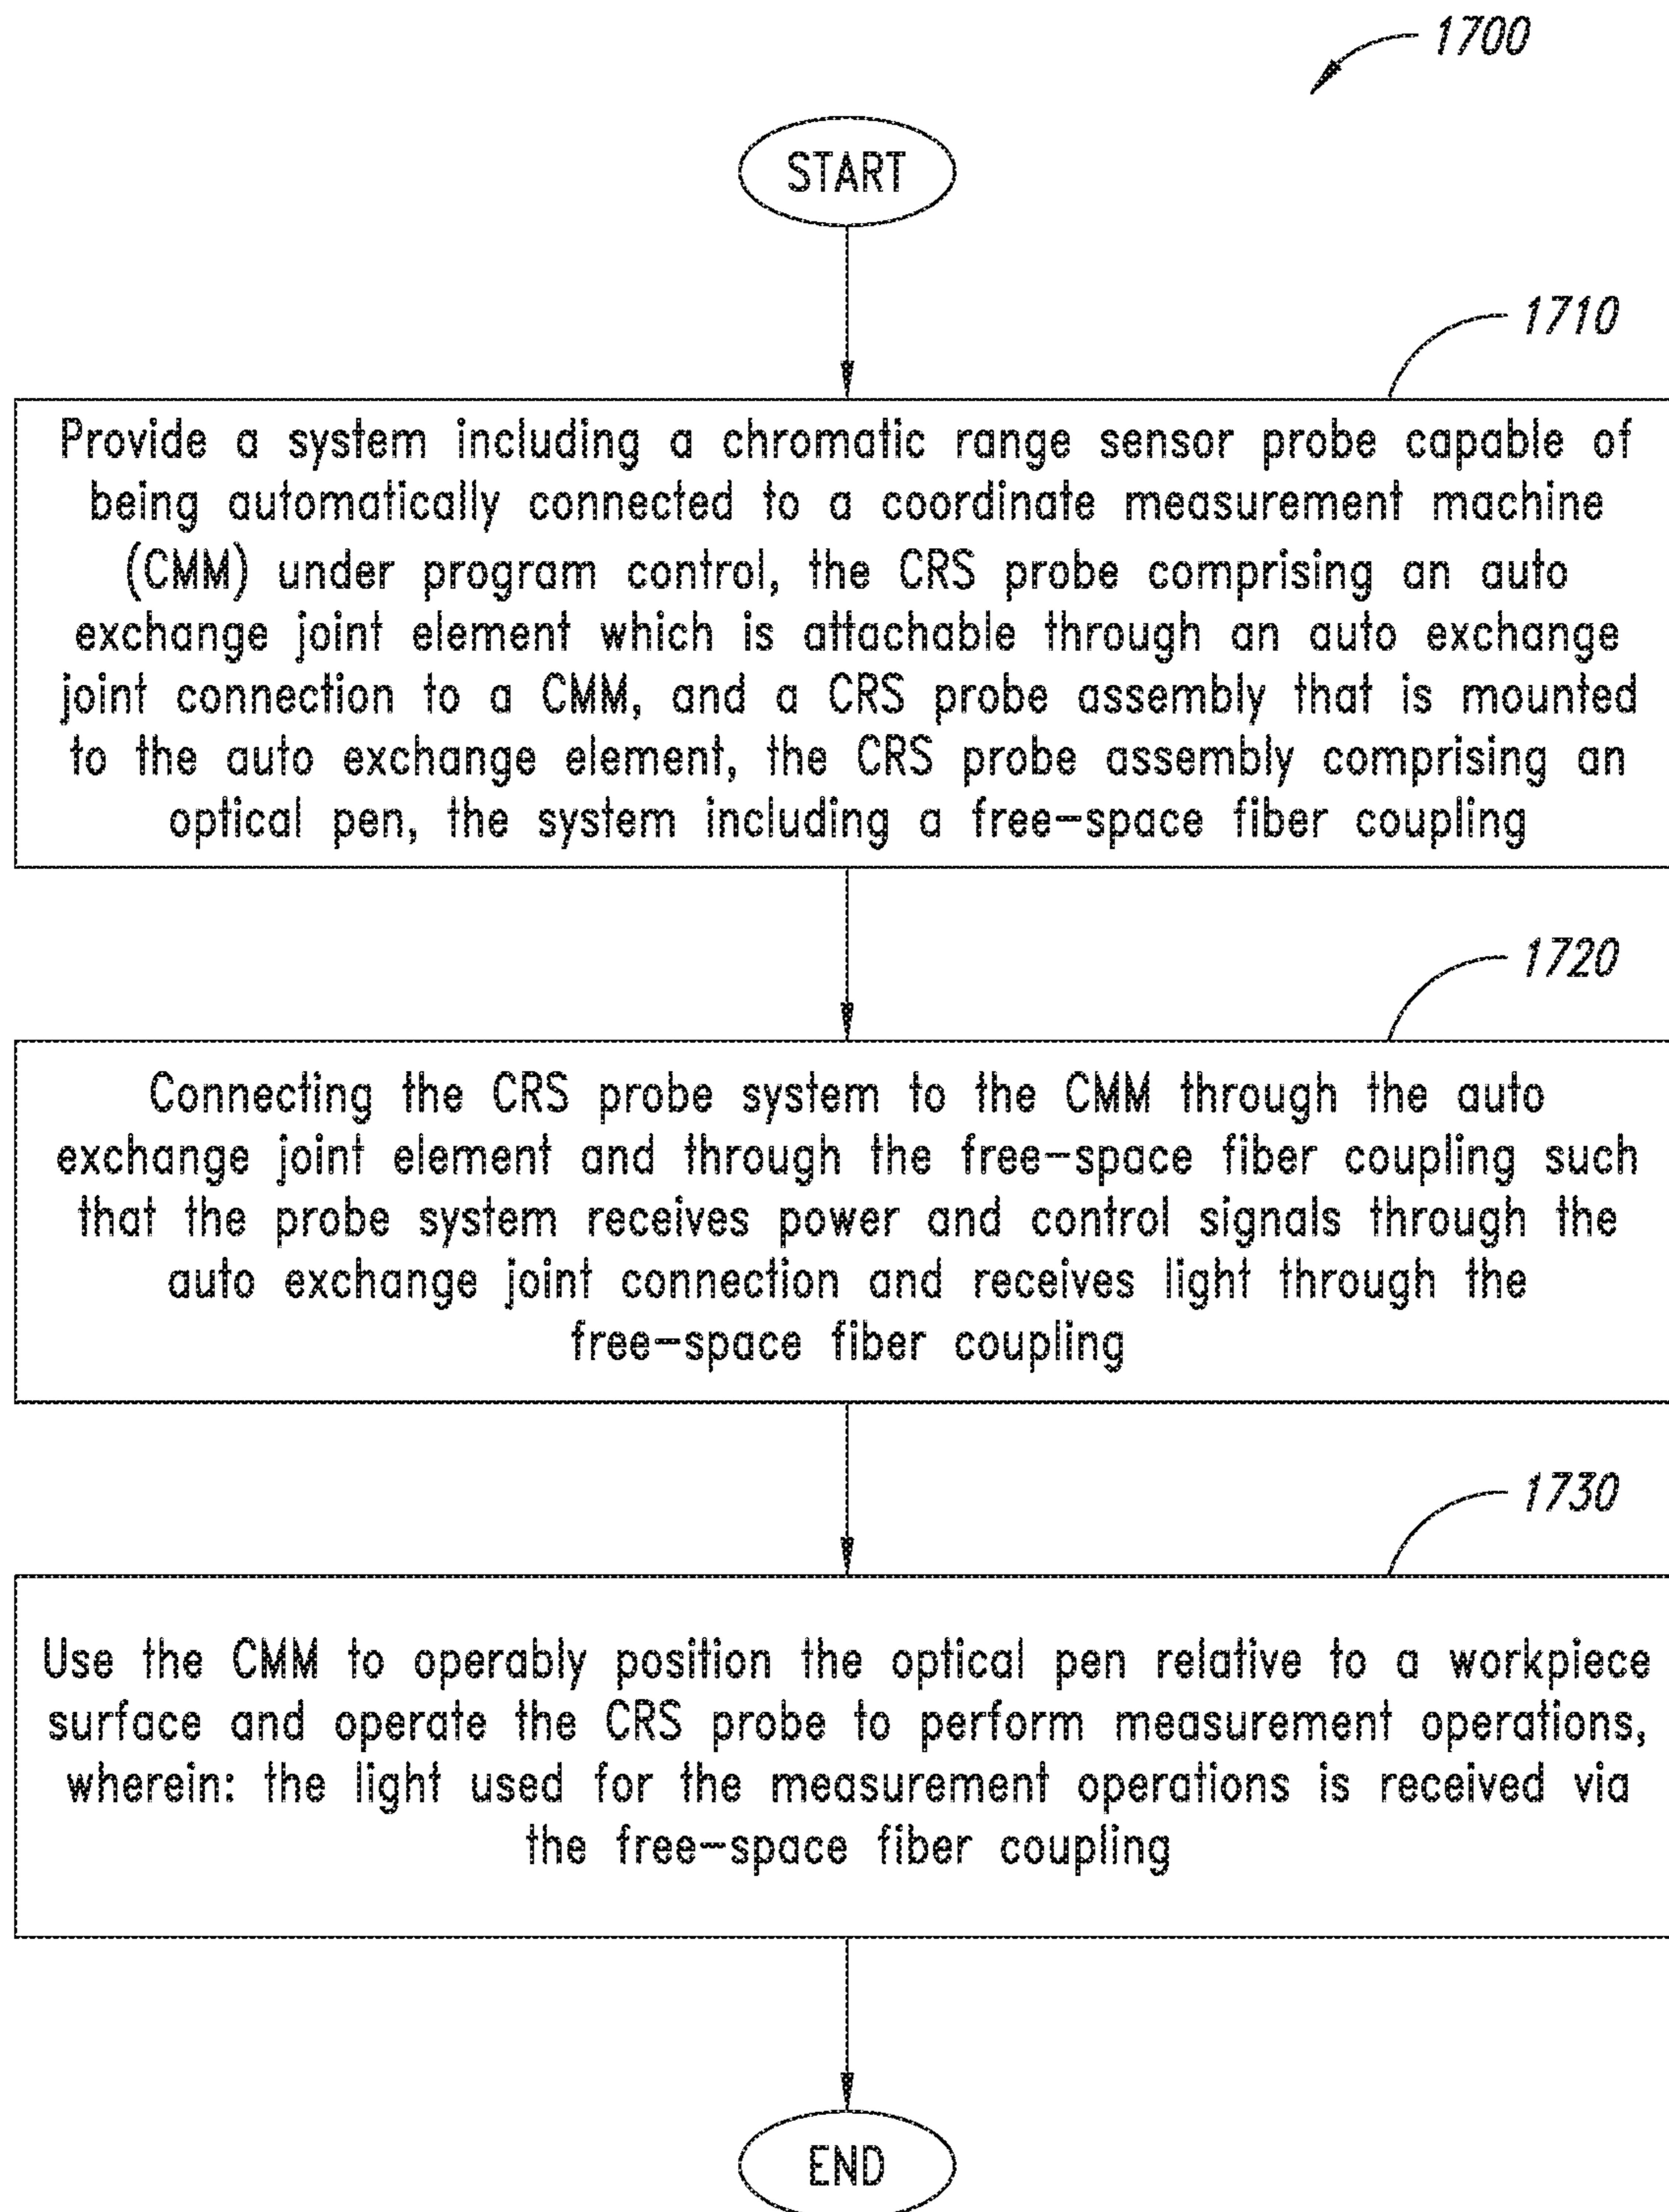 1700
START
1710
Provide a system including a chromatic range sensor probe capable of
being automatically connected to a coordinate measurement machine
(CMM) under program control, the CRS probe comprising an auto
exchange joint element which is attachable through an auto exchange
joint connection to a CMM, and a CRS probe assembly that is mounted
to the auto exchange element, the CRS probe assembly comprising an
optical pen, the system including a free-space fiber coupling
1720
Connecting the CRS probe system to the CMM through the auto
exchange joint element and through the free-space fiber coupling such
that the probe system receives power and control signals through the
auto exchange joint connection and receives light through the
free-space fiber coupling
1730
Use the CMM to operably position the optical pen relative to a workpiece
surface and operate the CRS probe to perform measurement operations,
wherein: the light used for the measurement operations is received via
the free-space fiber coupling
END